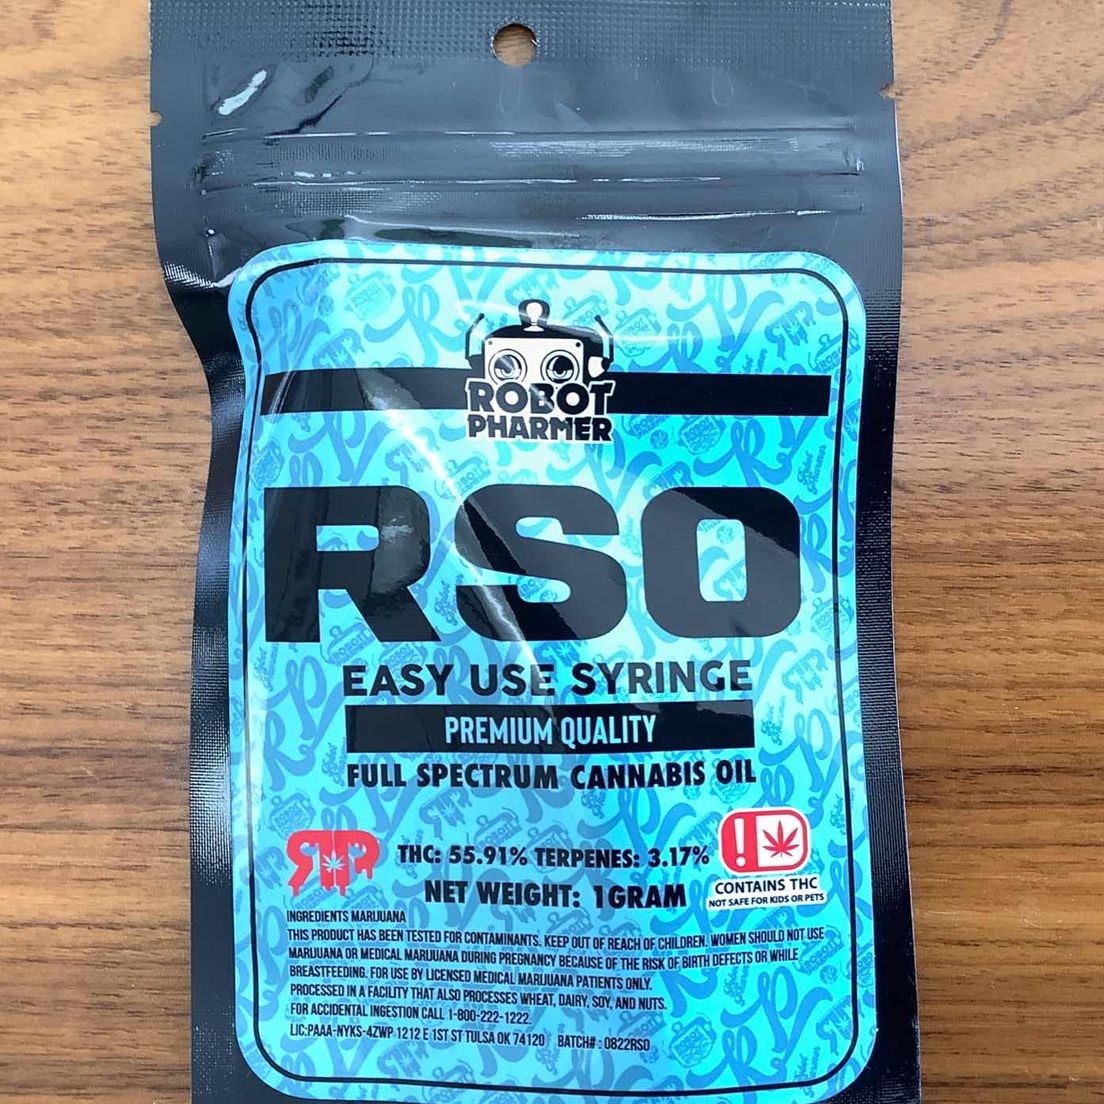 ROBOT
PHARMER
RSO
EASY USE SYRINGE
PREMIUM QUALITY
FULL SPECTRUM CANNABIS OIL
THC: 55.91% TERPENES: 3.17%
NET WEIGHT: 1GRAM
CONTAINS THC
NOT SAFE FOR KIDS OR PETS
INGREDIENTS MARIJUANA
THIS PRODUCT HAS BEEN TESTED FOR CONTAMINANTS. KEEP OUT OF REACH OF CHILDREN. WOMEN SHOULD NOT USE
MARIJUANA OR MEDICAL MARIJUANA DURING PREGNANCY BECAUSE OF THE RISK OF BIRTH DEFECTS OR WHILE
BREASTFEEDING. FOR USE BY LICENSED MEDICAL MARIJUANA PATIENTS ONLY.
PROCESSED IN A FACILITY THAT ALSO PROCESSES WHEAT, DAIRY, SOY, AND NUTS.
FOR ACCIDENTAL INGESTION CALL 1-800-222-1222.
LIC:PAAA-NYKS-4ZWP 1212 E 1ST ST TULSA OK 74120 BATCH# : 0822RSO